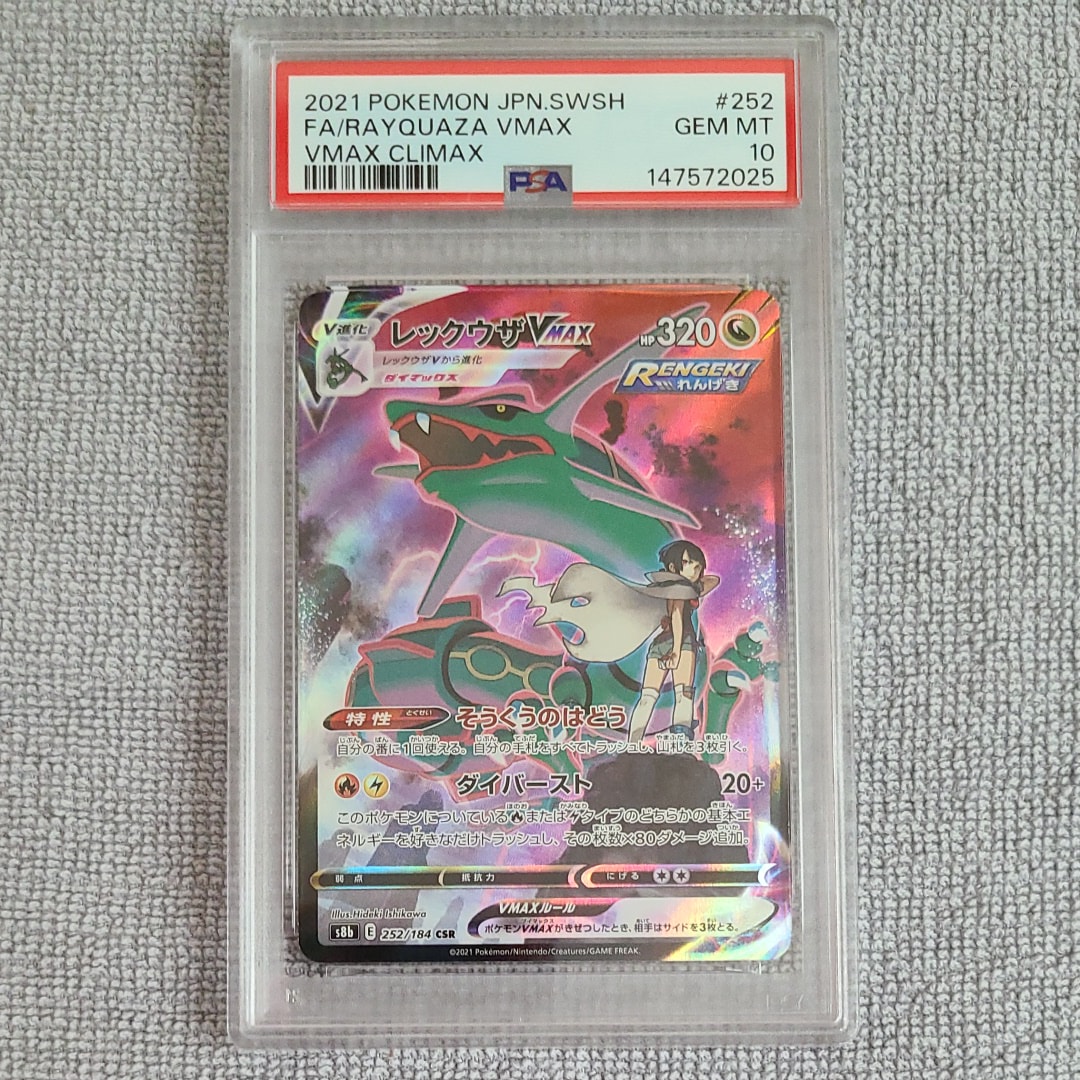 2021 POKEMON JPN.SWSH #252
FA/RAYQUAZA VMAX GEM MT
VMAX CLIMAX 10
PSA 147572025
V進化 レックウザVMAX HP320
レックウザVから進化
ダイマックス
RENGEKI
れんげき
特性 とくせい そうくうのはどう
自分の番に1回使える。自分の手札をすべてトラッシュし、山札を3枚引く。
ダイバースト 20+
このポケモンについている または タイプのどちらかの基本エ
ネルギーを好きなだけトラッシュし、その枚数×80ダメージ追加。
弱点 抵抗力 にげる
Illus.Hideki Ishikawa
VMAXルール
s8b E 252/184 CSR
ポケモンVMAXがきぜつしたとき、相手はサイドを3枚とる。
©2021 Pokémon/Nintendo/Creatures/GAME FREAK.